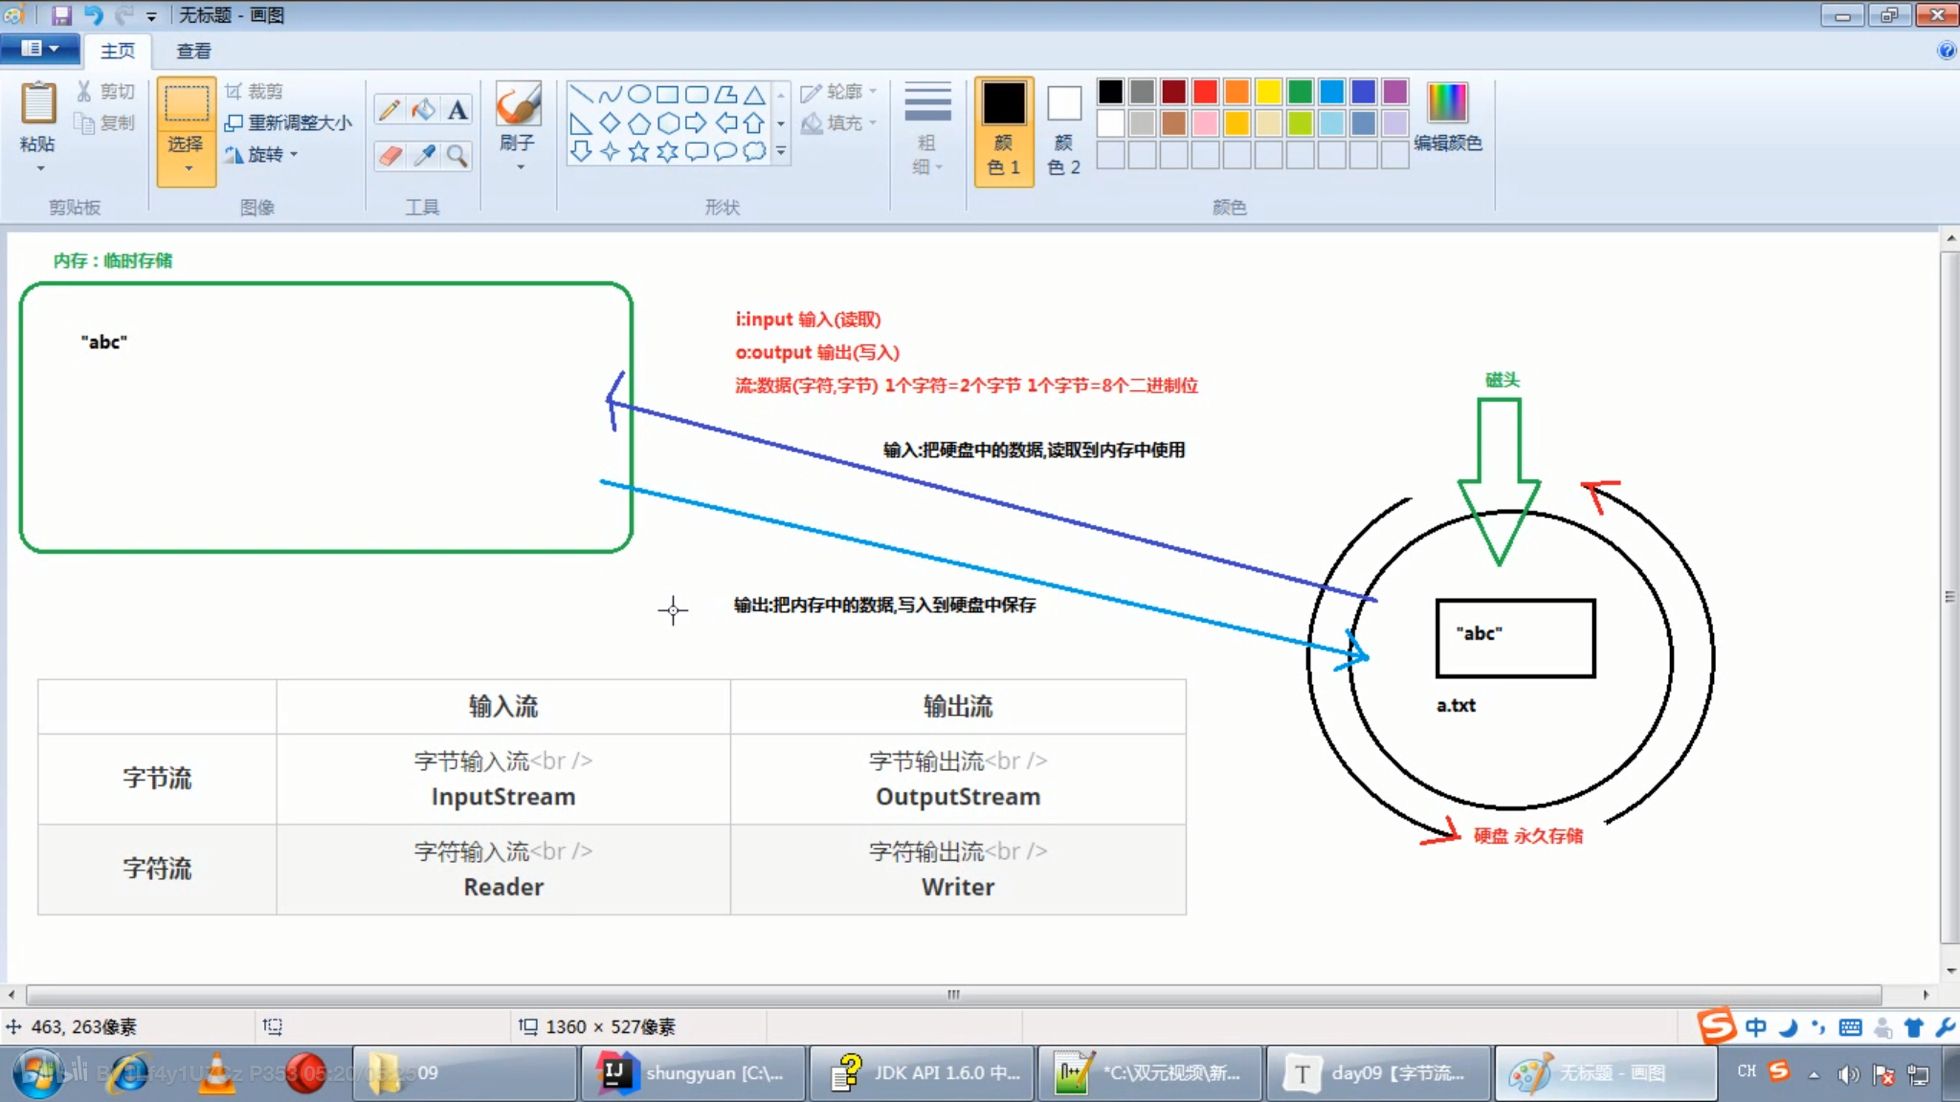 无标题 - 画图
主页
查看
粘贴
剪切
复制
剪贴板
选择
裁剪
重新调整大小
旋转
图像
A
工具
刷子
形状
轮廓
填充
粗
细
颜
色 1
颜
色 2
编辑颜色
颜色
内存：临时存储
"abc"
i:input 输入(读取)
o:output 输出(写入)
流:数据(字符,字节) 1个字符=2个字节 1个字节=8个二进制位
输入:把硬盘中的数据,读取到内存中使用
输出:把内存中的数据,写入到硬盘中保存
磁头
"abc"
a.txt
硬盘 永久存储
输入流
输出流
字节流
字节输入流<br />
InputStream
字节输出流<br />
OutputStream
字符流
字符输入流<br />
Reader
字符输出流<br />
Writer
463, 263像素
1360 × 527像素
中
09
shungyuan [C:\...
JDK API 1.6.0 中...
*C:\双元视频\新...
T
day09【字节流...
无标题 - 画图
CH